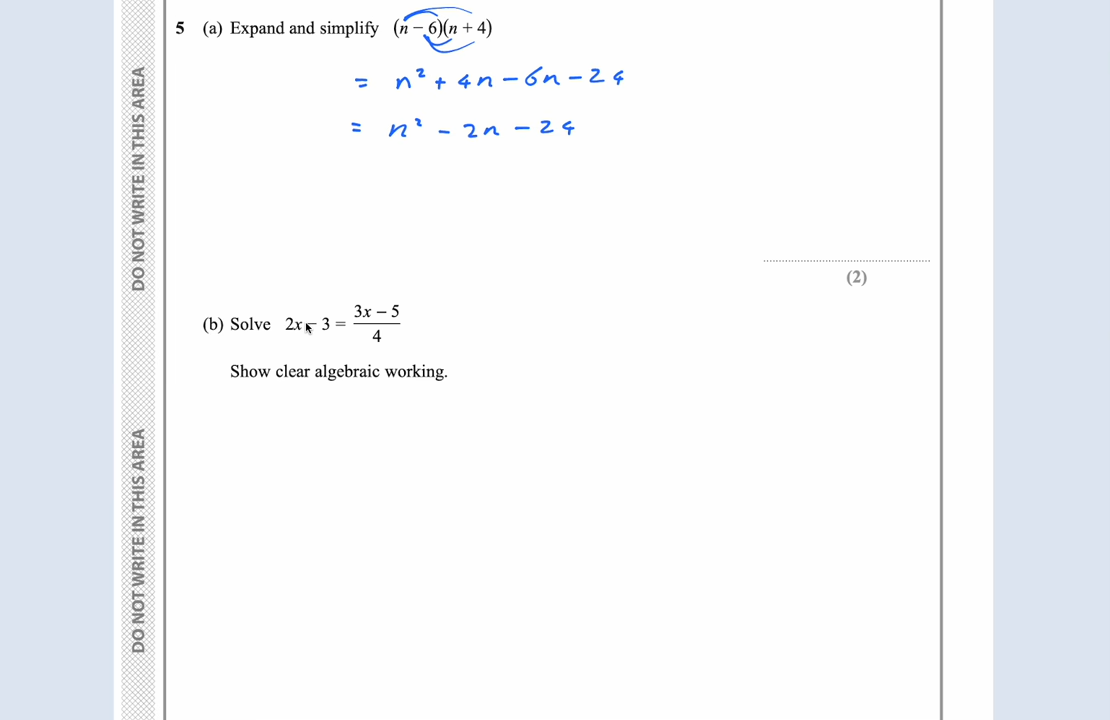 5 (a) Expand and simplify (n − 6)(n + 4)
= n² + 4n − 6n − 24
= n² − 2n − 24
(2)
(b) Solve 2x − 3 = (3x − 5)/4
Show clear algebraic working.
DO NOT WRITE IN THIS AREA
DO NOT WRITE IN THIS AREA